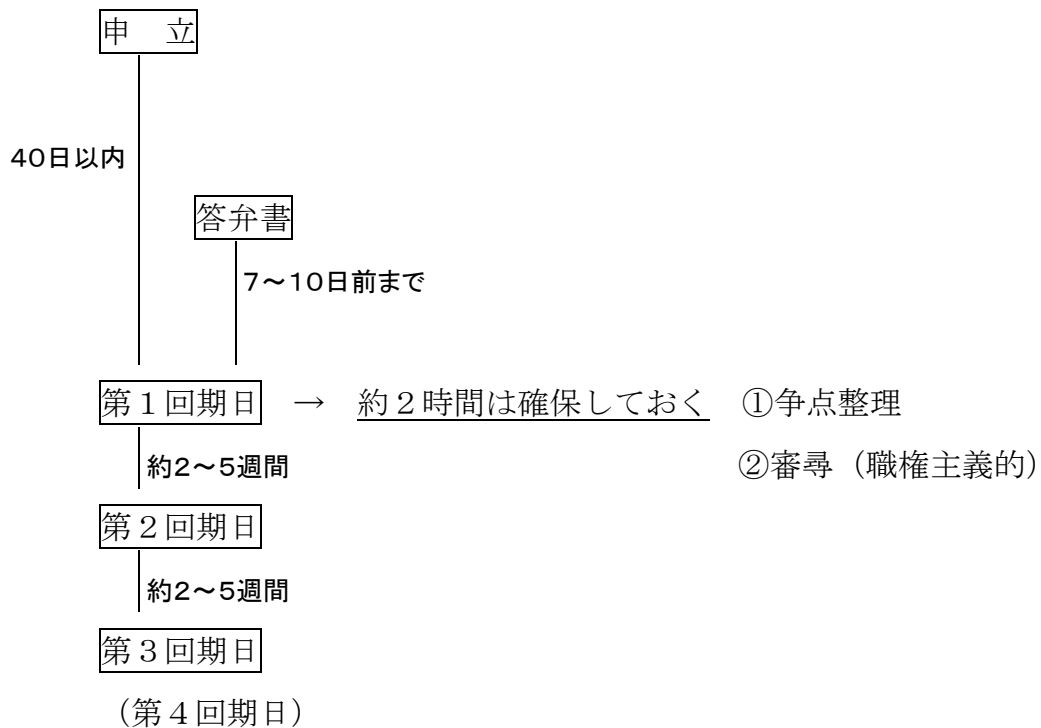 申　立
40日以内
答弁書
7～10日前まで
第１回期日　→　約２時間は確保しておく　①争点整理
約2～5週間　②審尋（職権主義的）
第２回期日
約2～5週間
第３回期日
（第４回期日）